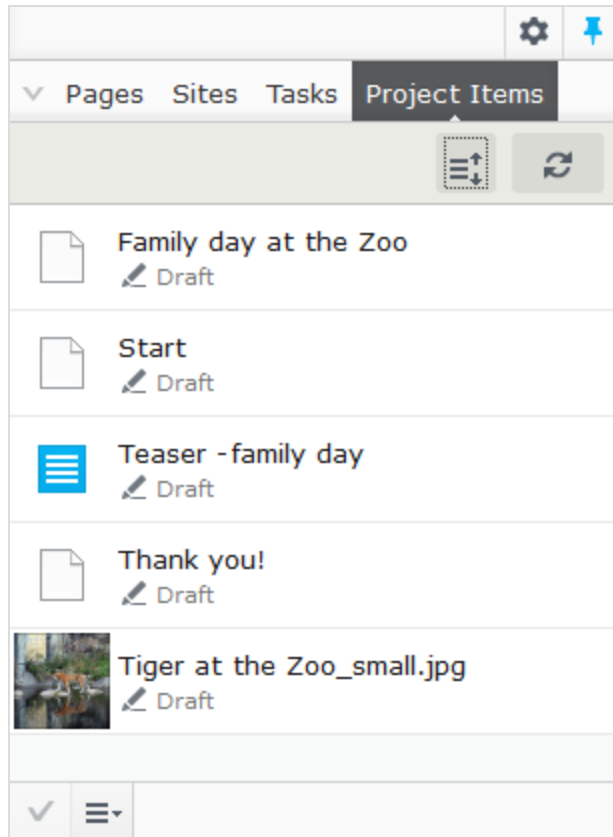 Pages Sites Tasks Project Items
Family day at the Zoo
Draft
Start
Draft
Teaser -family day
Draft
Thank you!
Draft
Tiger at the Zoo_small.jpg
Draft